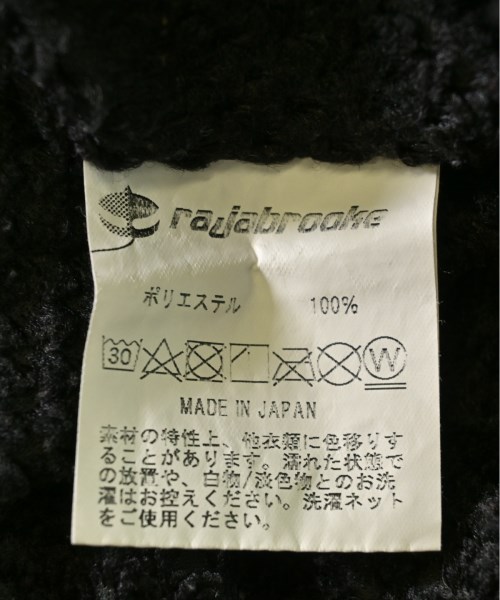 rajabrooke
ポリエステル 100%
30 W
MADE IN JAPAN
素材の特性上、他衣類に色移りす
ることがあります。濡れた状態で
の放置や、白物/淡色物とのお洗
濯はお控えください。洗濯ネット
をご使用ください。